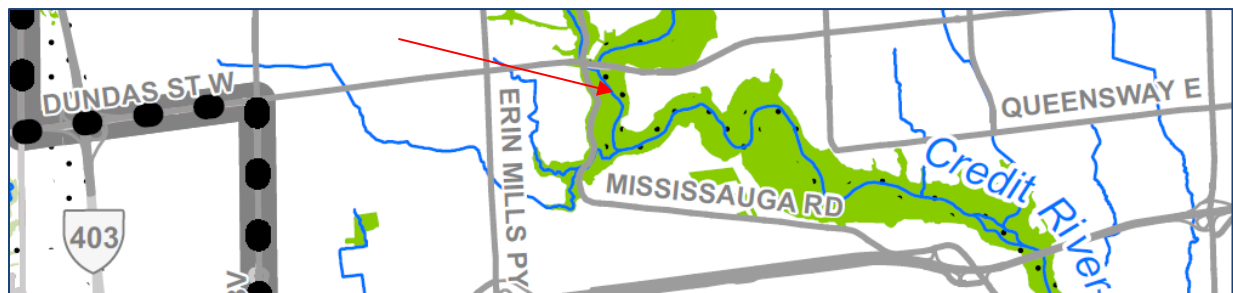 DUNDAS ST W
403
ERIN MILLS PY
MISSISSAUGA RD
QUEENSWAY E
Credit River